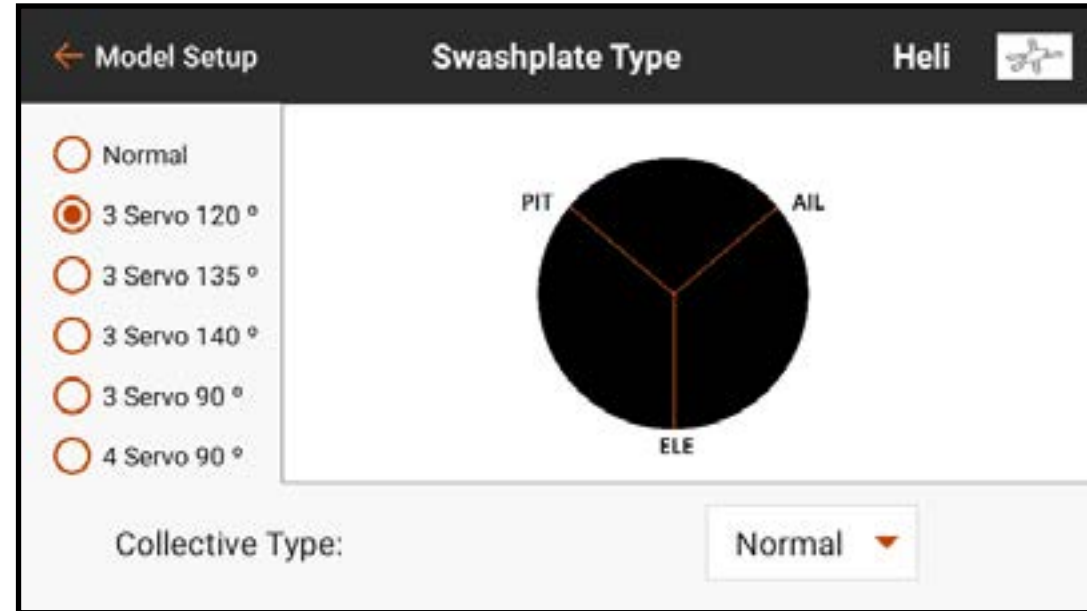 ← Model Setup Swashplate Type Heli
Normal
3 Servo 120 º
3 Servo 135 º
3 Servo 140 º
3 Servo 90 º
4 Servo 90 º
PIT AIL
ELE
Collective Type: Normal